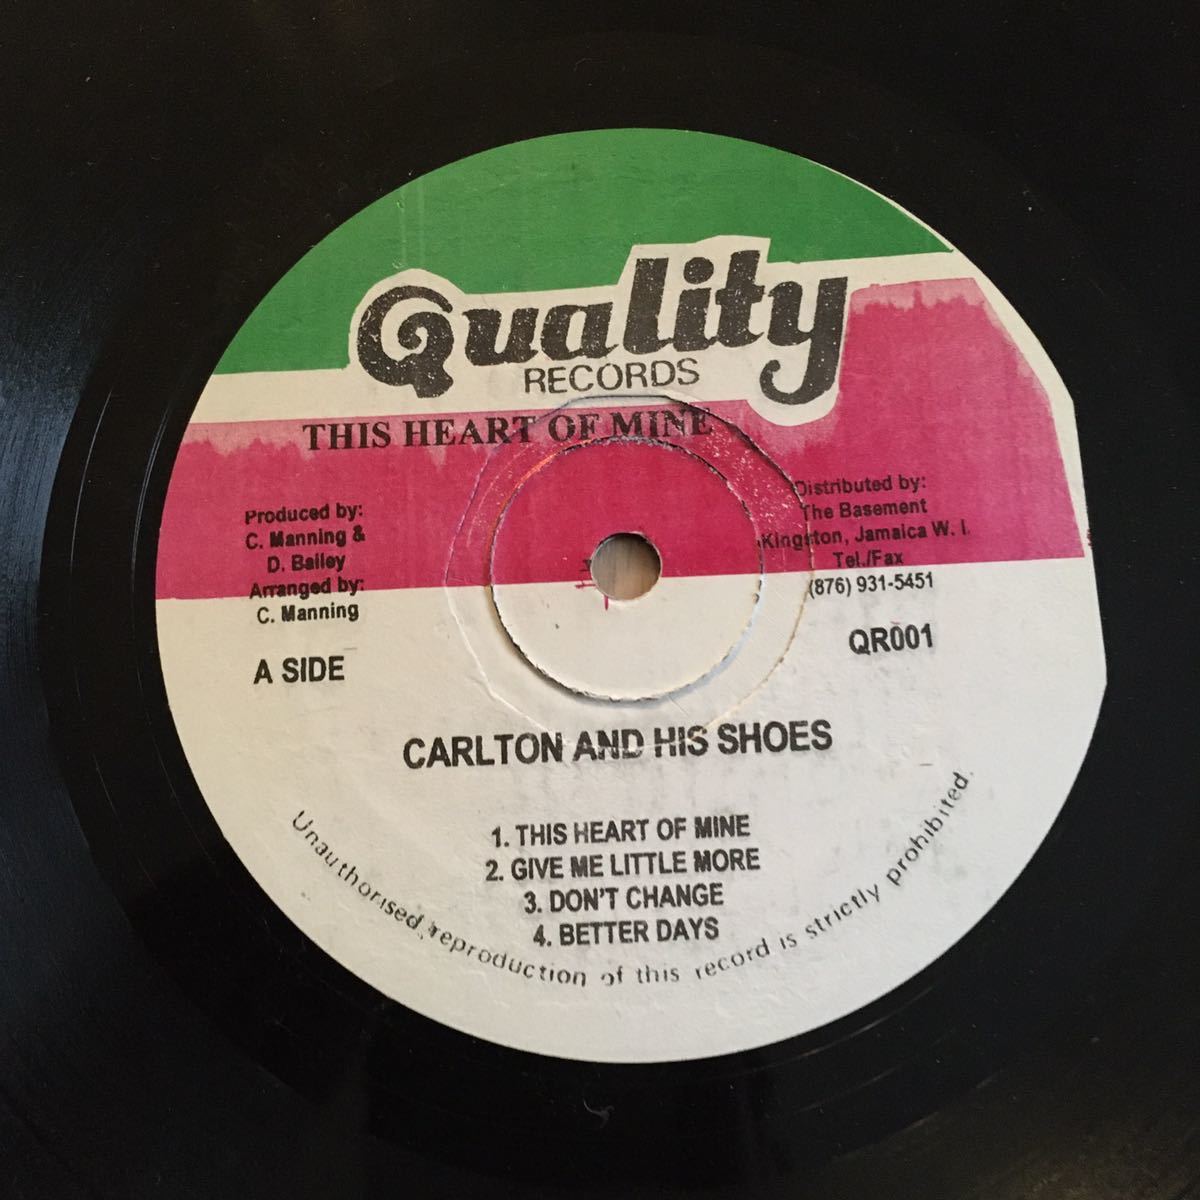 Quality
RECORDS
THIS HEART OF MINE
Produced by:
C. Manning &
D. Bailey
Arranged by:
C. Manning
A SIDE
Distributed by:
The Basement
Kingston, Jamaica W. I.
Tel./Fax
(876) 931-5451
QR001
CARLTON AND HIS SHOES
1. THIS HEART OF MINE
2. GIVE ME LITTLE MORE
3. DON'T CHANGE
4. BETTER DAYS
Unauthorised reproduction of this record is strictly prohibited.